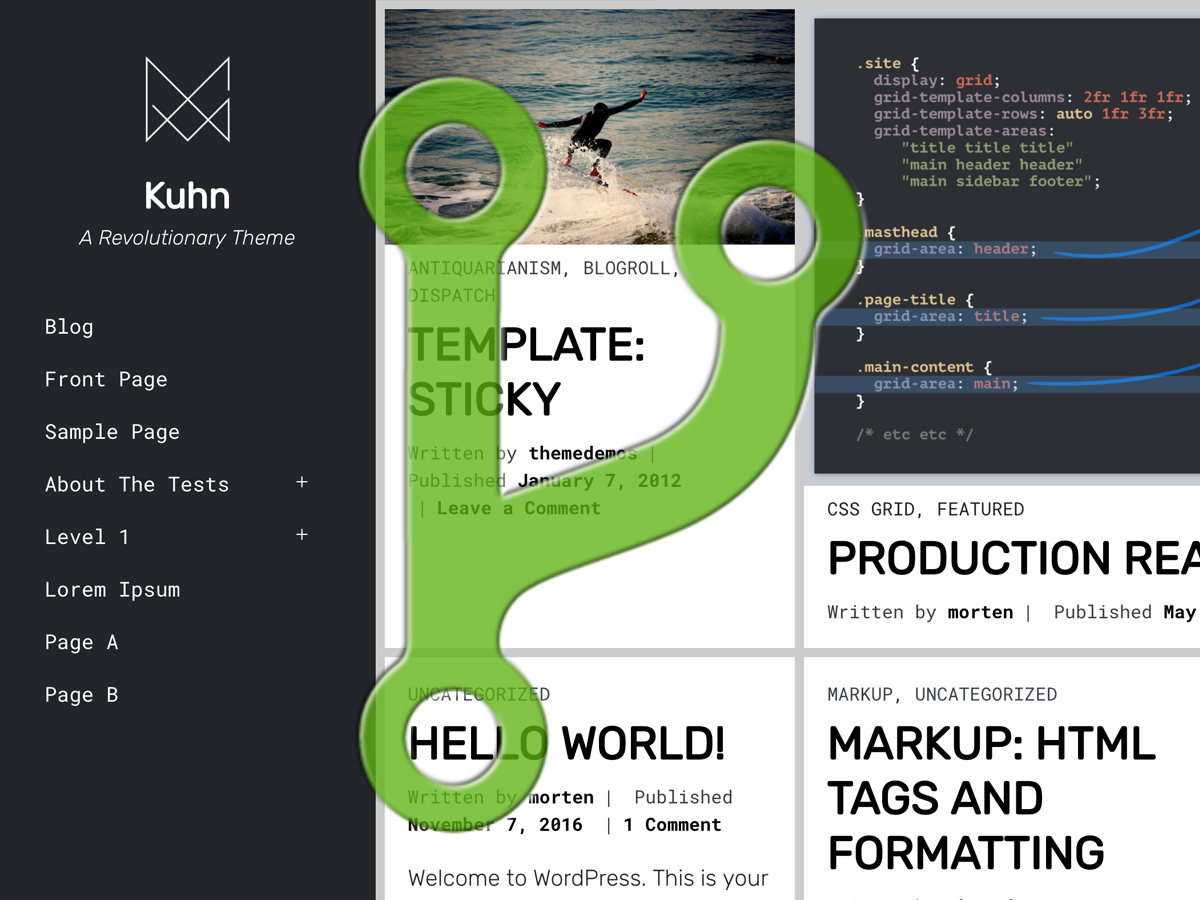 Kuhn
A Revolutionary Theme
Blog
Front Page
Sample Page
About The Tests +
Level 1 +
Lorem Ipsum
Page A
Page B
ANTIQUARIANISM, BLOGROLL,
DISPATCH
TEMPLATE:
STICKY
Written by themedemos |
Published January 7, 2012
| Leave a Comment
UNCATEGORIZED
HELLO WORLD!
Written by morten | Published
November 7, 2016 | 1 Comment
Welcome to WordPress. This is your
.site {
display: grid;
grid-template-columns: 2fr 1fr 1fr;
grid-template-rows: auto 1fr 3fr;
grid-template-areas:
"title title title"
"main header header"
"main sidebar footer";
}
.masthead {
grid-area: header;
}
.page-title {
grid-area: title;
}
.main-content {
grid-area: main;
}
/* etc etc */
CSS GRID, FEATURED
PRODUCTION REA
Written by morten | Published May
MARKUP, UNCATEGORIZED
MARKUP: HTML
TAGS AND
FORMATTING